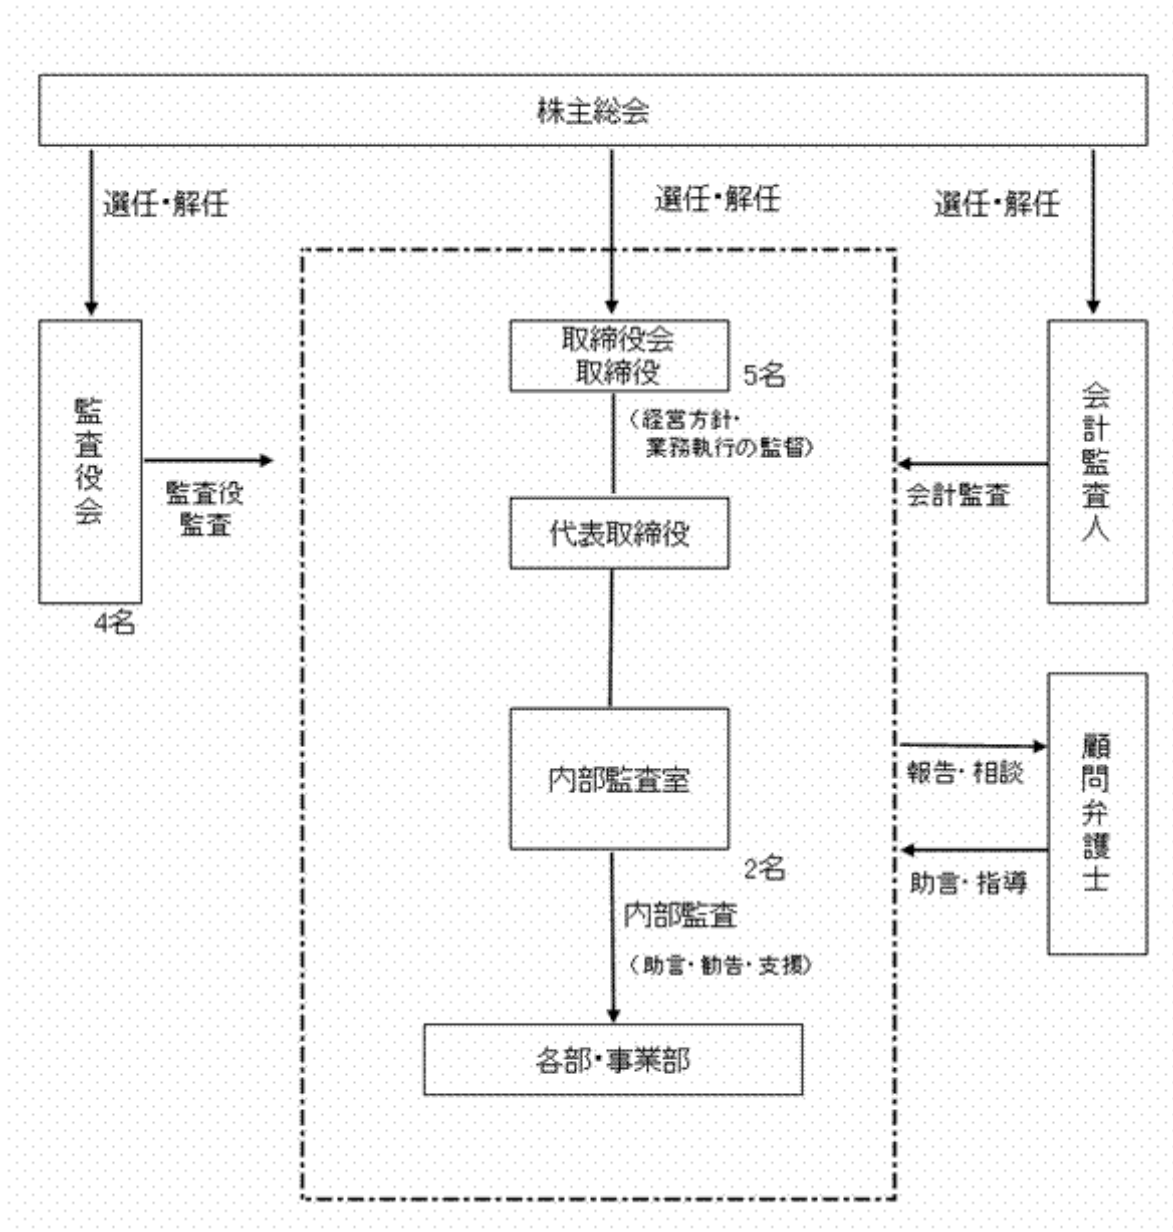 株主総会
選任・解任
選任・解任
選任・解任
取締役会
取締役
5名
（経営方針・
業務執行の監督）
監査役会
監査役
監査
4名
会計監査人
会計監査
代表取締役
内部監査室
2名
報告・相談
助言・指導
顧問弁護士
内部監査
（助言・勧告・支援）
各部・事業部